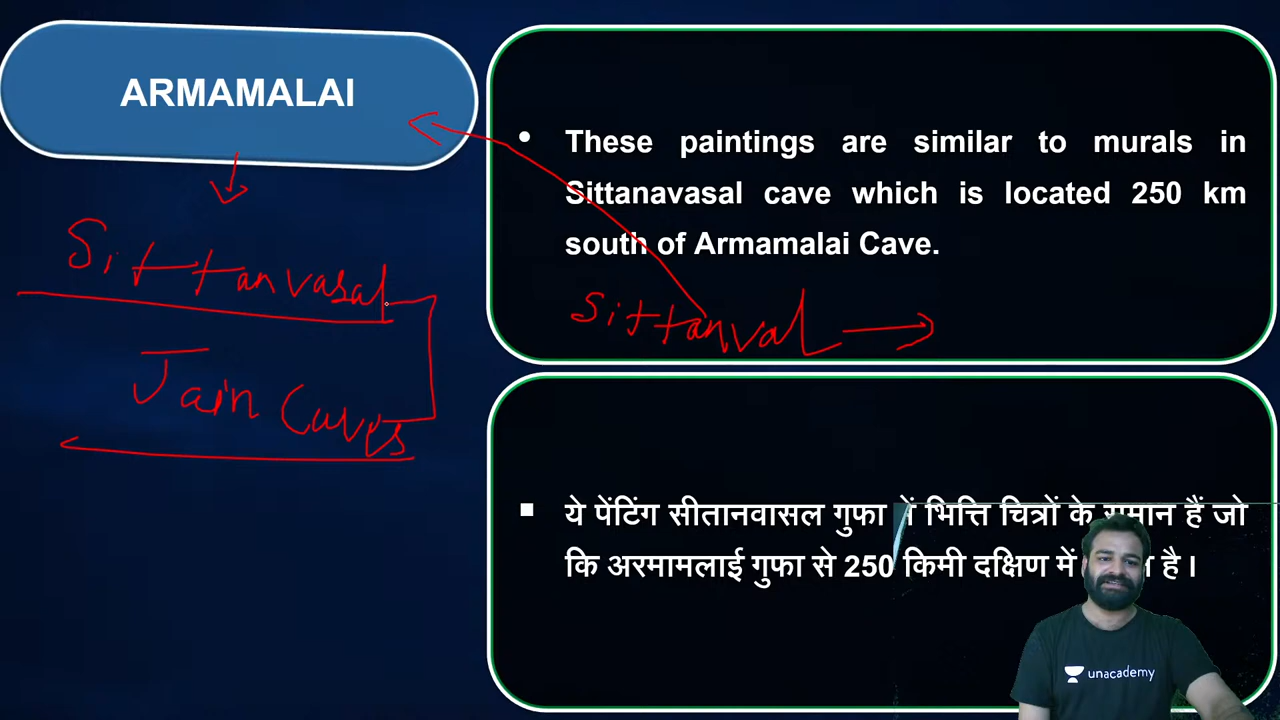 ARMAMALAI
• These paintings are similar to murals in
Sittanavasal cave which is located 250 km
south of Armamalai Cave.
Sittanval
Sittanvasal
Jain Caves
▪ ये पेंटिंग सीतानवासल गुफा में भित्ति चित्रों के समान हैं जो
कि अरमामलाई गुफा से 250 किमी दक्षिण में है।
unacademy